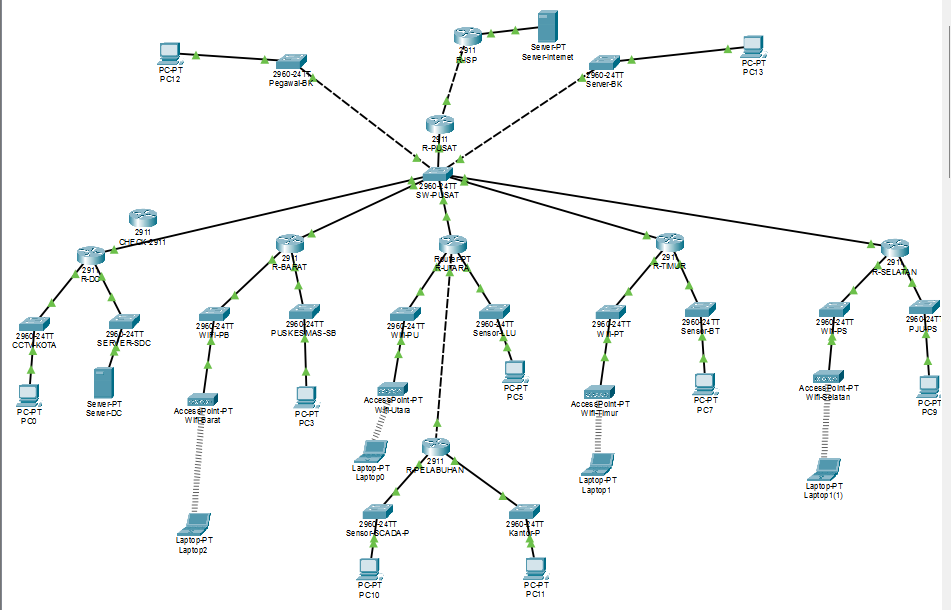 PC-PT
PC12
2960-24TT
Pegawai-BK
2911
R-ISP
Server-PT
Server-Internet
2960-24TT
Server-BK
PC-PT
PC13
2911
R-PUSAT
2960-24TT
SW-PUSAT
2911
CHECK-2911
2911
R-DC
2911
R-BARAT
Router-PT
R-UTARA
2911
R-TIMUR
2911
R-SELATAN
2960-24TT
CCTV-KOTA
2960-24TT
SERVER-SDC
2960-24TT
WIFI-PB
2960-24TT
PUSKESMAS-SB
2960-24TT
WIFI-PU
2960-24TT
Sensor-LLU
2960-24TT
WIFI-PT
2960-24TT
Sensor-BT
2960-24TT
Wifi-PS
2960-24T
PJU-PS
PC-PT
PC0
Server-PT
Server-DC
AccessPoint-PT
Wifi-Barat
PC-PT
PC3
AccessPoint-PT
Wifi-Utara
PC-PT
PC5
AccessPoint-PT
Wifi-Timur
PC-PT
PC7
AccessPoint-PT
Wifi-Selatan
PC-PT
PC9
Laptop-PT
Laptop0
2911
R-PELABUHAN
Laptop-PT
Laptop1
Laptop-PT
Laptop1(1)
Laptop-PT
Laptop2
2960-24TT
Sensor-SCADA-P
2960-24TT
Kantor-P
PC-PT
PC10
PC-PT
PC11